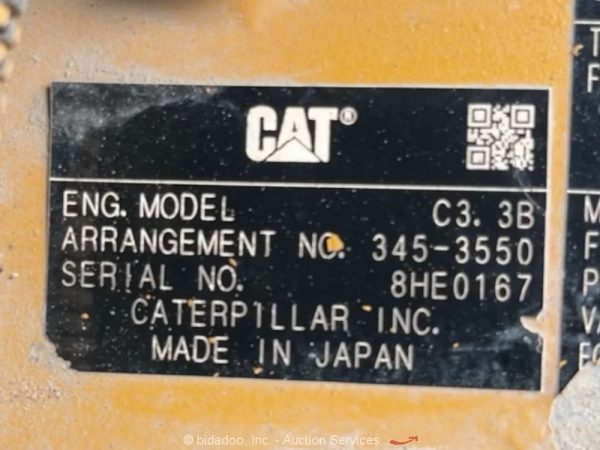 CAT®
ENG. MODEL C3.3B
ARRANGEMENT NO. 345-3550
SERIAL NO. 8HE0167
CATERPILLAR INC.
MADE IN JAPAN
© bidadoo, Inc. - Auction Services